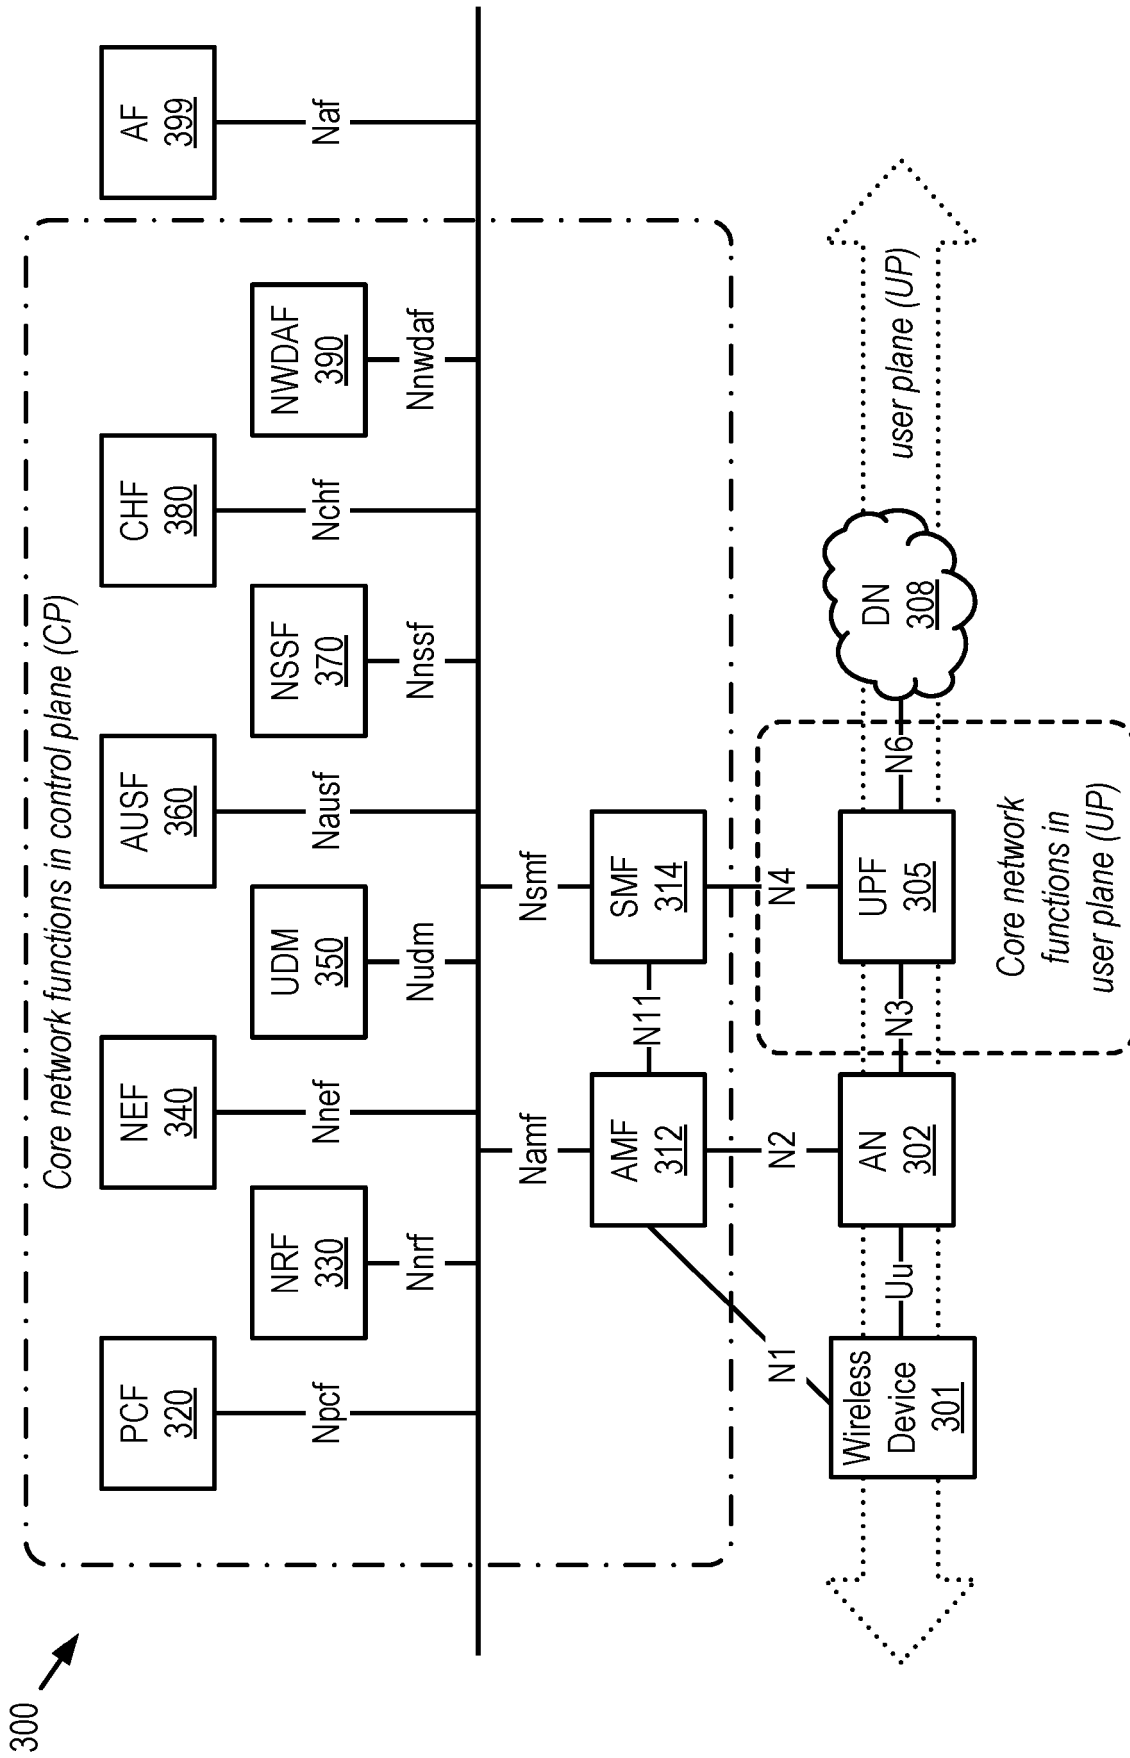 300
Core network functions in control plane (CP)
PCF
320
NEF
340
AUSF
360
CHF
380
AF
399
NRF
330
UDM
350
NSSF
370
NWDAF
390
Npcf
Nnef
Nausf
Nchf
Naf
Nnrf
Nudm
Nnssf
Nnwdaf
Namf
Nsmf
AMF
312
N11
SMF
314
N1
N2
N4
Wireless
Device
301
Uu
AN
302
N3
UPF
305
N6
DN
308
user plane (UP)
Core network
functions in
user plane (UP)